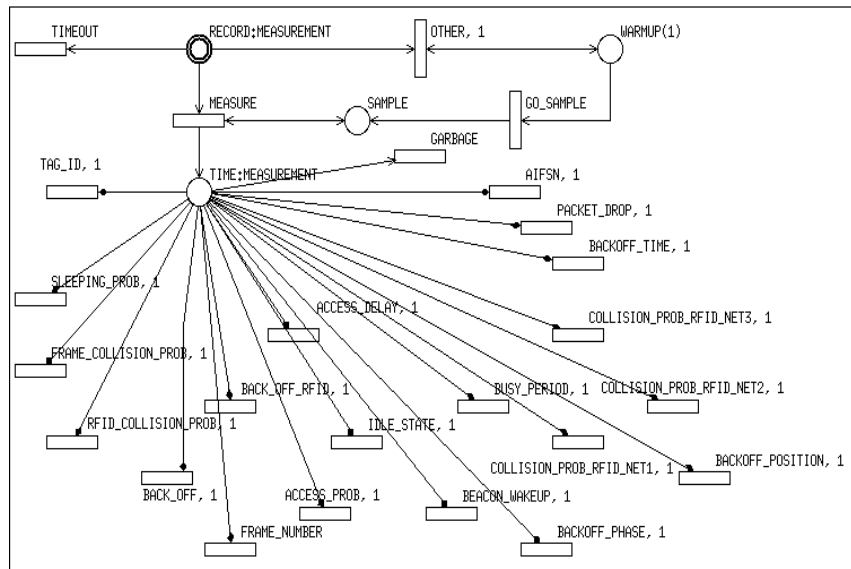 TIMEOUT
RECORD:MEASUREMENT
OTHER, 1
WARMUP(1)
MEASURE
SAMPLE
GO_SAMPLE
GARBAGE
TAG_ID, 1
TIME:MEASUREMENT
AIFSN, 1
PACKET_DROP, 1
BACKOFF_TIME, 1
SLEEPING_PROB, 1
ACCESS_DELAY, 1
COLLISION_PROB_RFID_NET3, 1
FRAME_COLLISION_PROB, 1
BACK_OFF_RFID, 1
BUSY_PERIOD, 1
COLLISION_PROB_RFID_NET2, 1
RFID_COLLISION_PROB, 1
IDLE_STATE, 1
COLLISION_PROB_RFID_NET1, 1
BACKOFF_POSITION, 1
BACK_OFF, 1
ACCESS_PROB, 1
BEACON_WAKEUP, 1
FRAME_NUMBER
BACKOFF_PHASE, 1